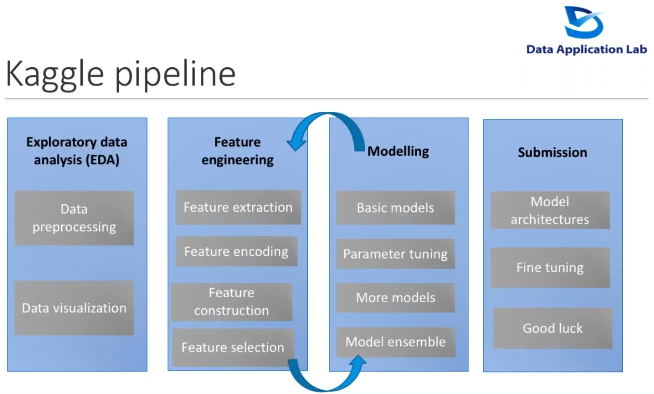 Data Application Lab
Kaggle pipeline
Exploratory data
analysis (EDA)
Data
preprocessing
Data visualization
Feature
engineering
Feature extraction
Feature encoding
Feature
construction
Feature selection
Modelling
Basic models
Parameter tuning
More models
Model ensemble
Submission
Model
architectures
Fine tuning
Good luck